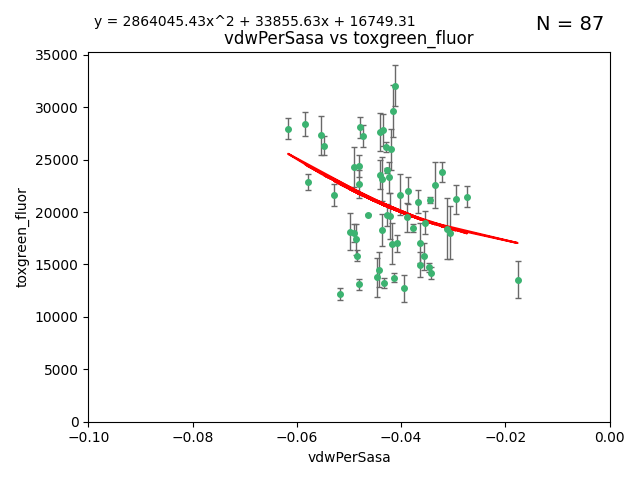 y = 2864045.43x^2 + 33855.63x + 16749.31
N = 87
vdwPerSasa vs toxgreen_fluor
35000
30000
25000
20000
15000
10000
5000
0
toxgreen_fluor
−0.10 −0.08 −0.06 −0.04 −0.02 0.00
vdwPerSasa